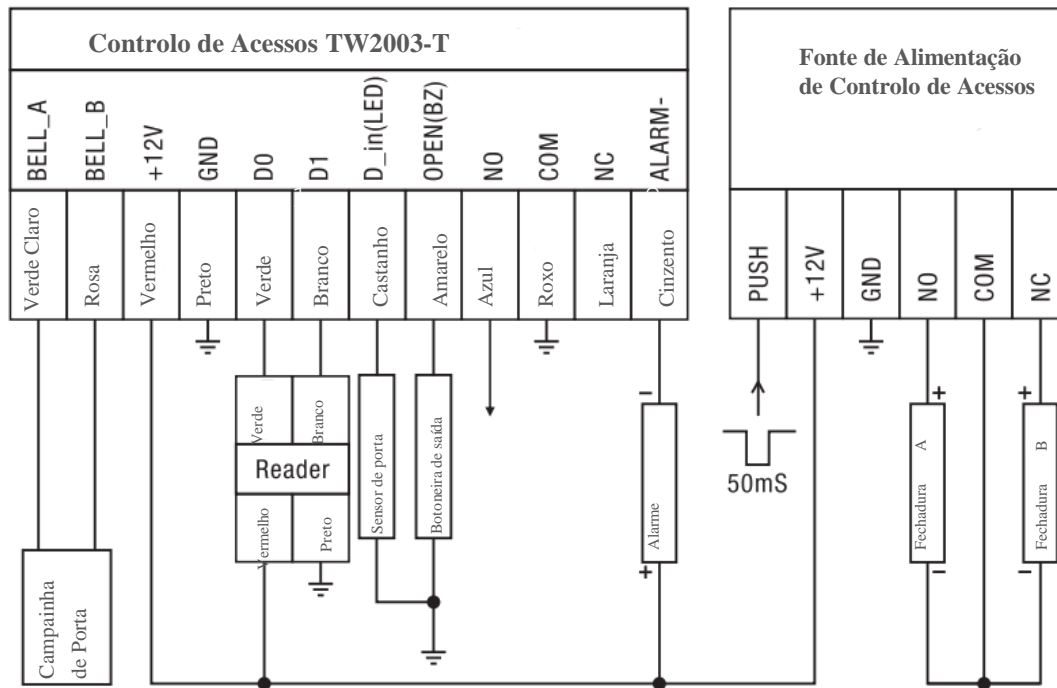 Controlo de Acessos TW2003-T
Fonte de Alimentação
de Controlo de Acessos
BELL_A
BELL_B
+12V
GND
D0
D1
D_in(LED)
OPEN(BZ)
NO
COM
NC
ALARM-
Verde Claro
Rosa
Vermelho
Preto
Verde
Branco
Castanho
Amarelo
Azul
Roxo
Laranja
Cinzento
PUSH
+12V
GND
NO
COM
NC
Verde
Branco
Reader
Vermelho
Preto
Sensor de porta
Botoneira de saída
-
Alarme
+
50mS
+
Fechadura A
-
+
Fechadura B
-
Campainha
de Porta